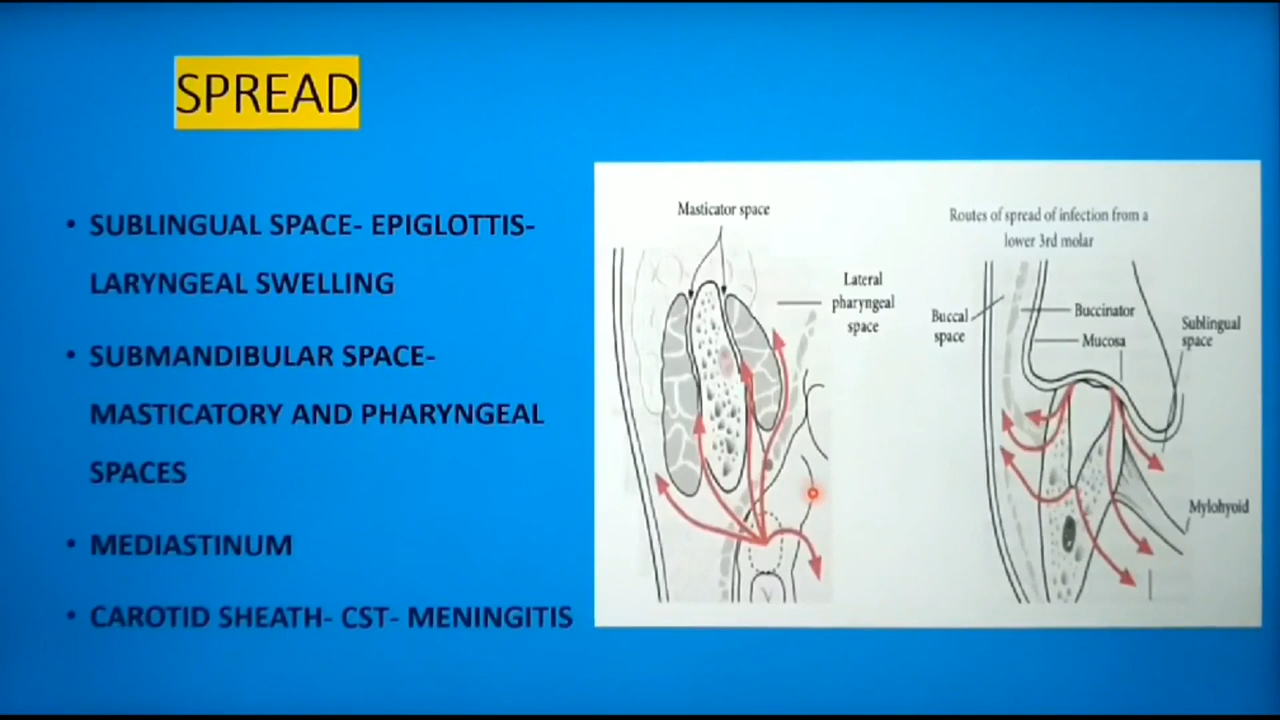 SPREAD
• SUBLINGUAL SPACE- EPIGLOTTIS-
LARYNGEAL SWELLING
• SUBMANDIBULAR SPACE-
MASTICATORY AND PHARYNGEAL
SPACES
• MEDIASTINUM
• CAROTID SHEATH- CST- MENINGITIS
Masticator space
Lateral
pharyngeal
space
Routes of spread of infection from a
lower 3rd molar
Buccal
space
Buccinator
Mucosa
Sublingual
space
Mylohyoid